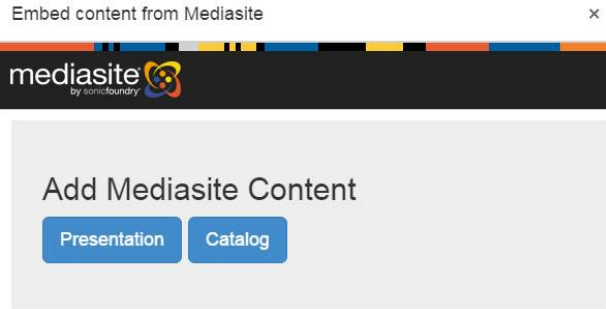 Embed content from Mediasite
×
mediasite
by sonicfoundry
Add Mediasite Content
Presentation Catalog